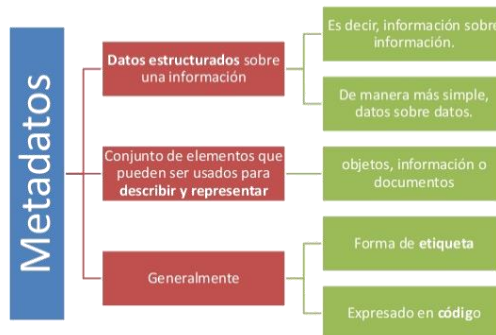 Metadatos
Datos estructurados sobre
una información
Es decir, información sobre
información.
De manera más simple,
datos sobre datos.
Conjunto de elementos que
pueden ser usados para
describir y representar
objetos, información o
documentos
Generalmente
Forma de etiqueta
Expresado en código